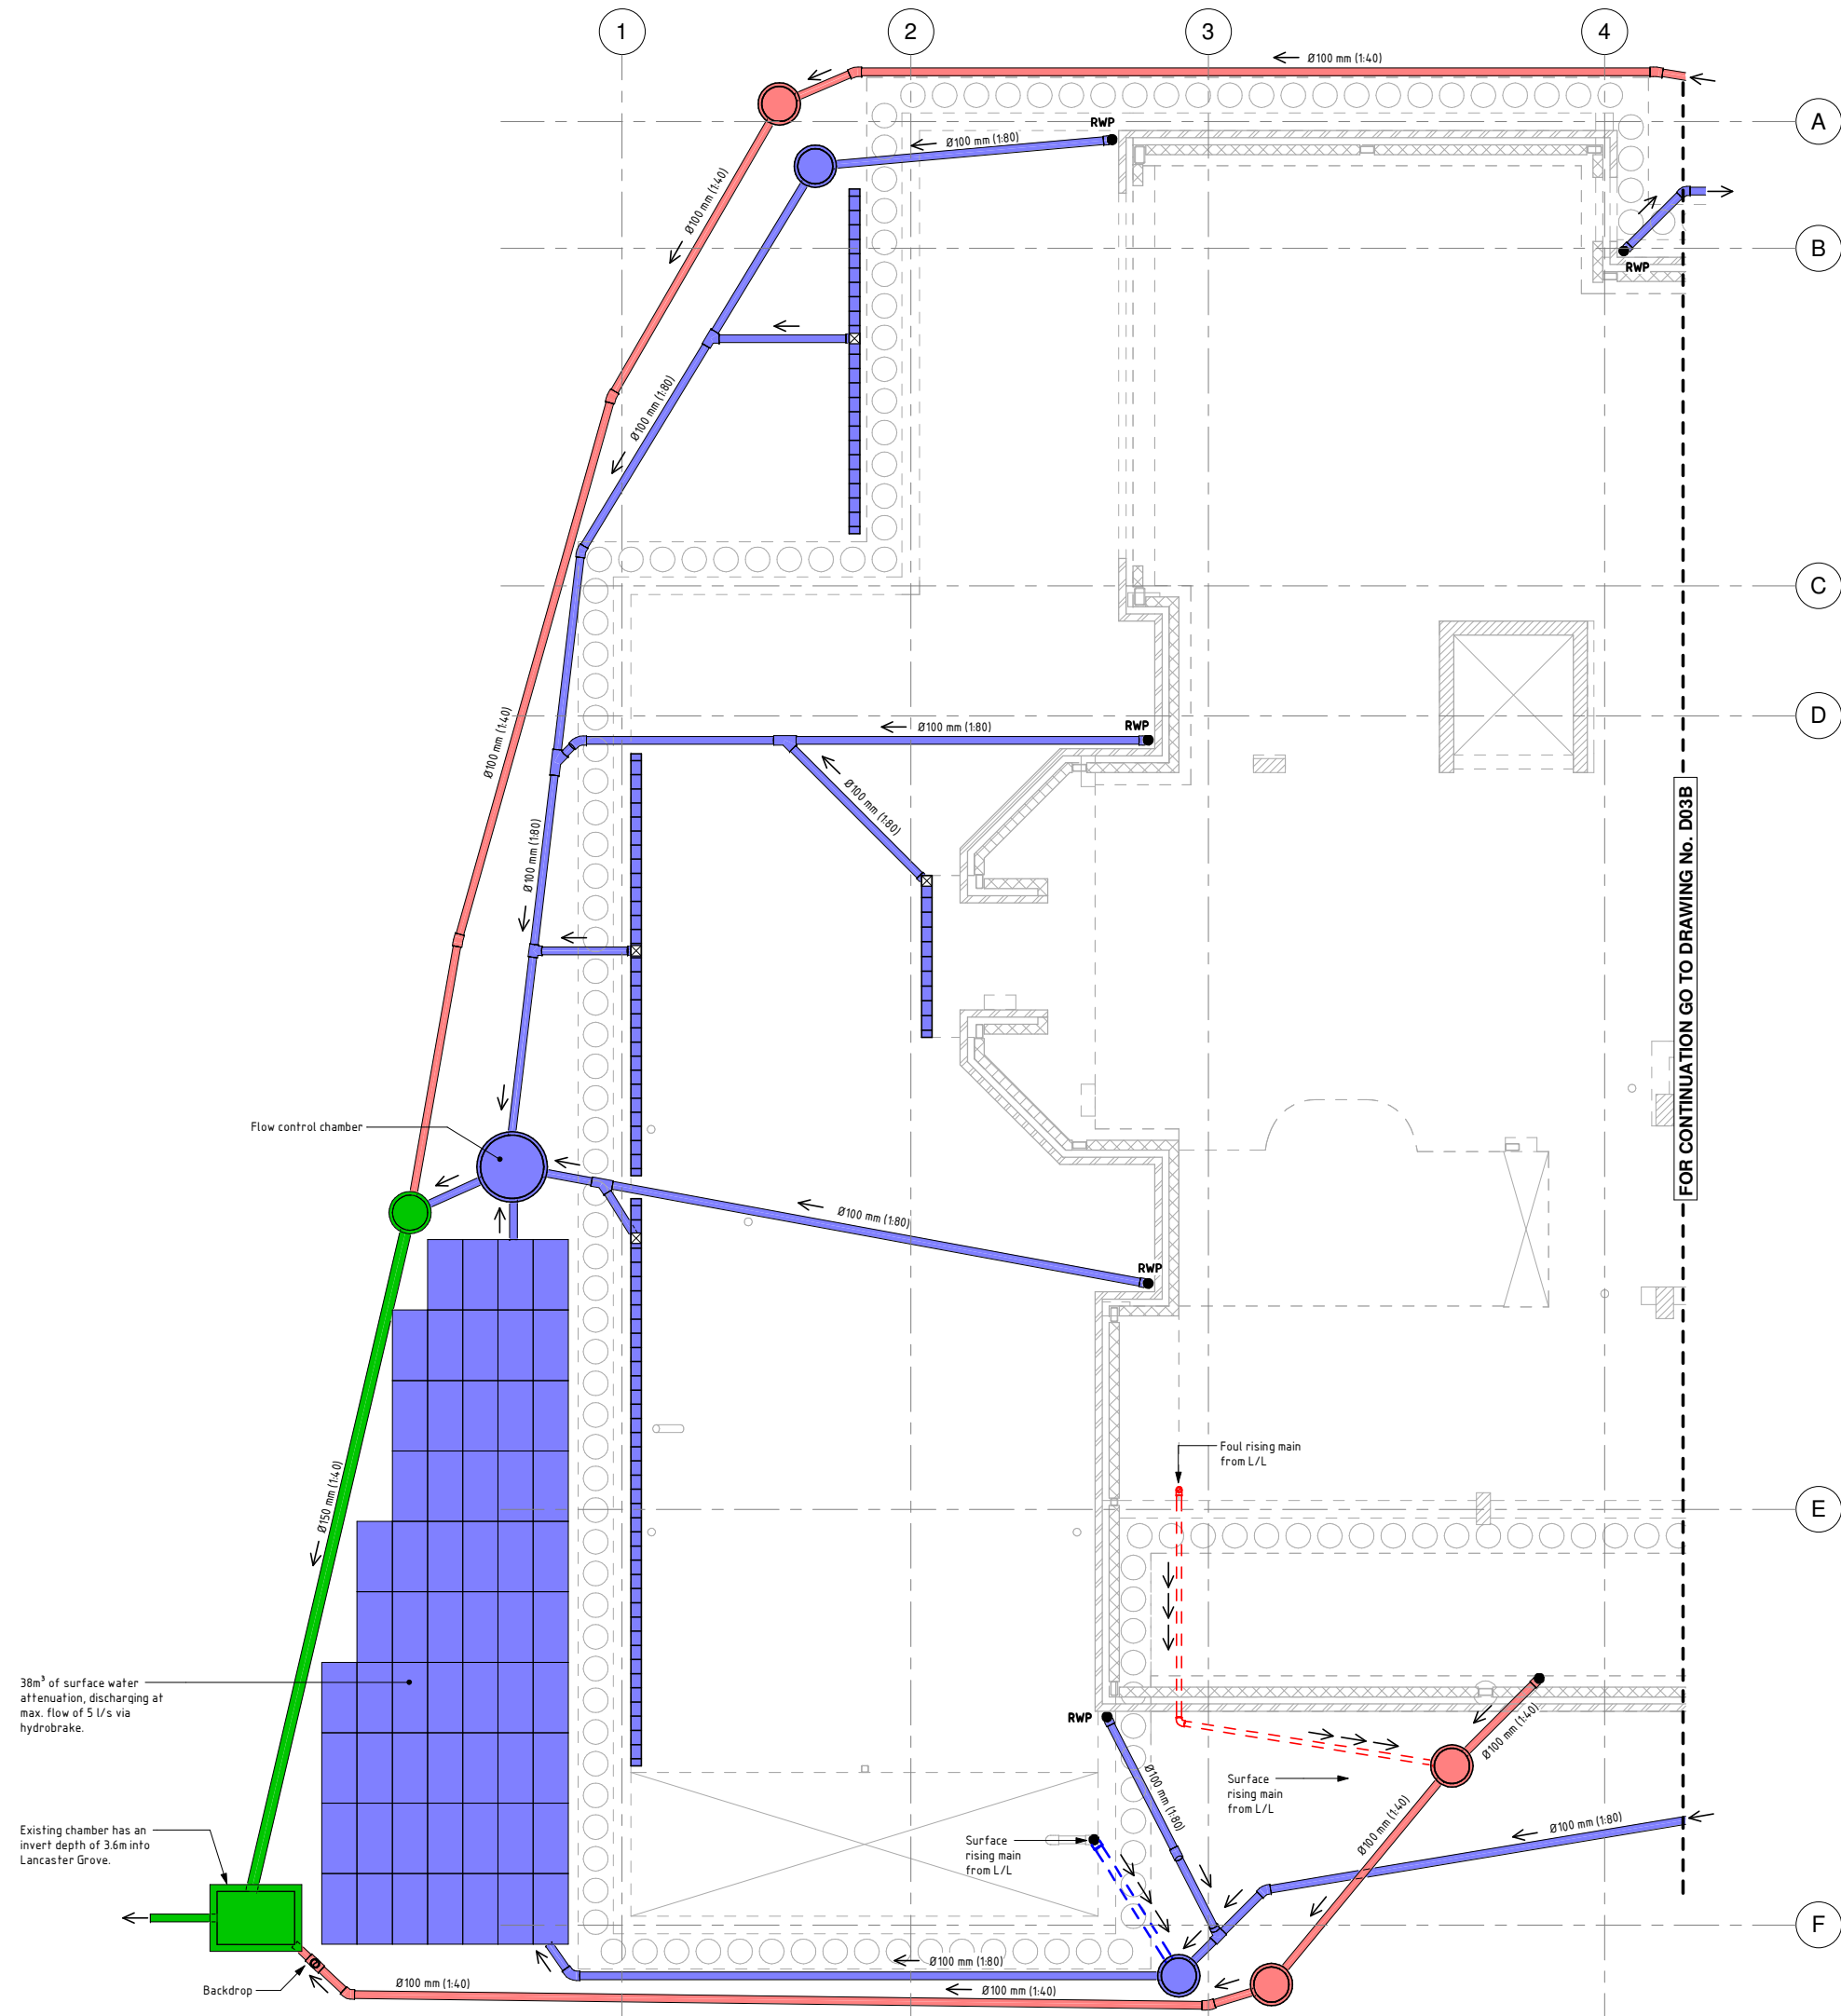 1
2
3
4
Ø100 mm (1:40)
A
RWP
Ø100 mm (1:80)
Ø100 mm (1:40)
B
RWP
Ø100 mm (1:80)
C
D
RWP
Ø100 mm (1:80)
Ø100 mm (1:40)
Ø100 mm (1:80)
Ø100 mm (1:80)
FOR CONTINUATION GO TO DRAWING No. D03B
Flow control chamber
Ø100 mm (1:80)
RWP
Foul rising main
from L/L
E
Ø150 mm (1:40)
38m³ of surface water
attenuation, discharging at
max. flow of 5 l/s via
hydrobrake.
RWP
Ø100 mm (1:40)
Surface
rising main
from L/L
Ø100 mm (1:80)
Ø100 mm (1:40)
Ø100 mm (1:80)
Existing chamber has an
invert depth of 3.6m into
Lancaster Grove.
Surface
rising main
from L/L
F
Ø100 mm (1:80)
Backdrop
Ø100 mm (1:40)
Ø100 mm (1:40)